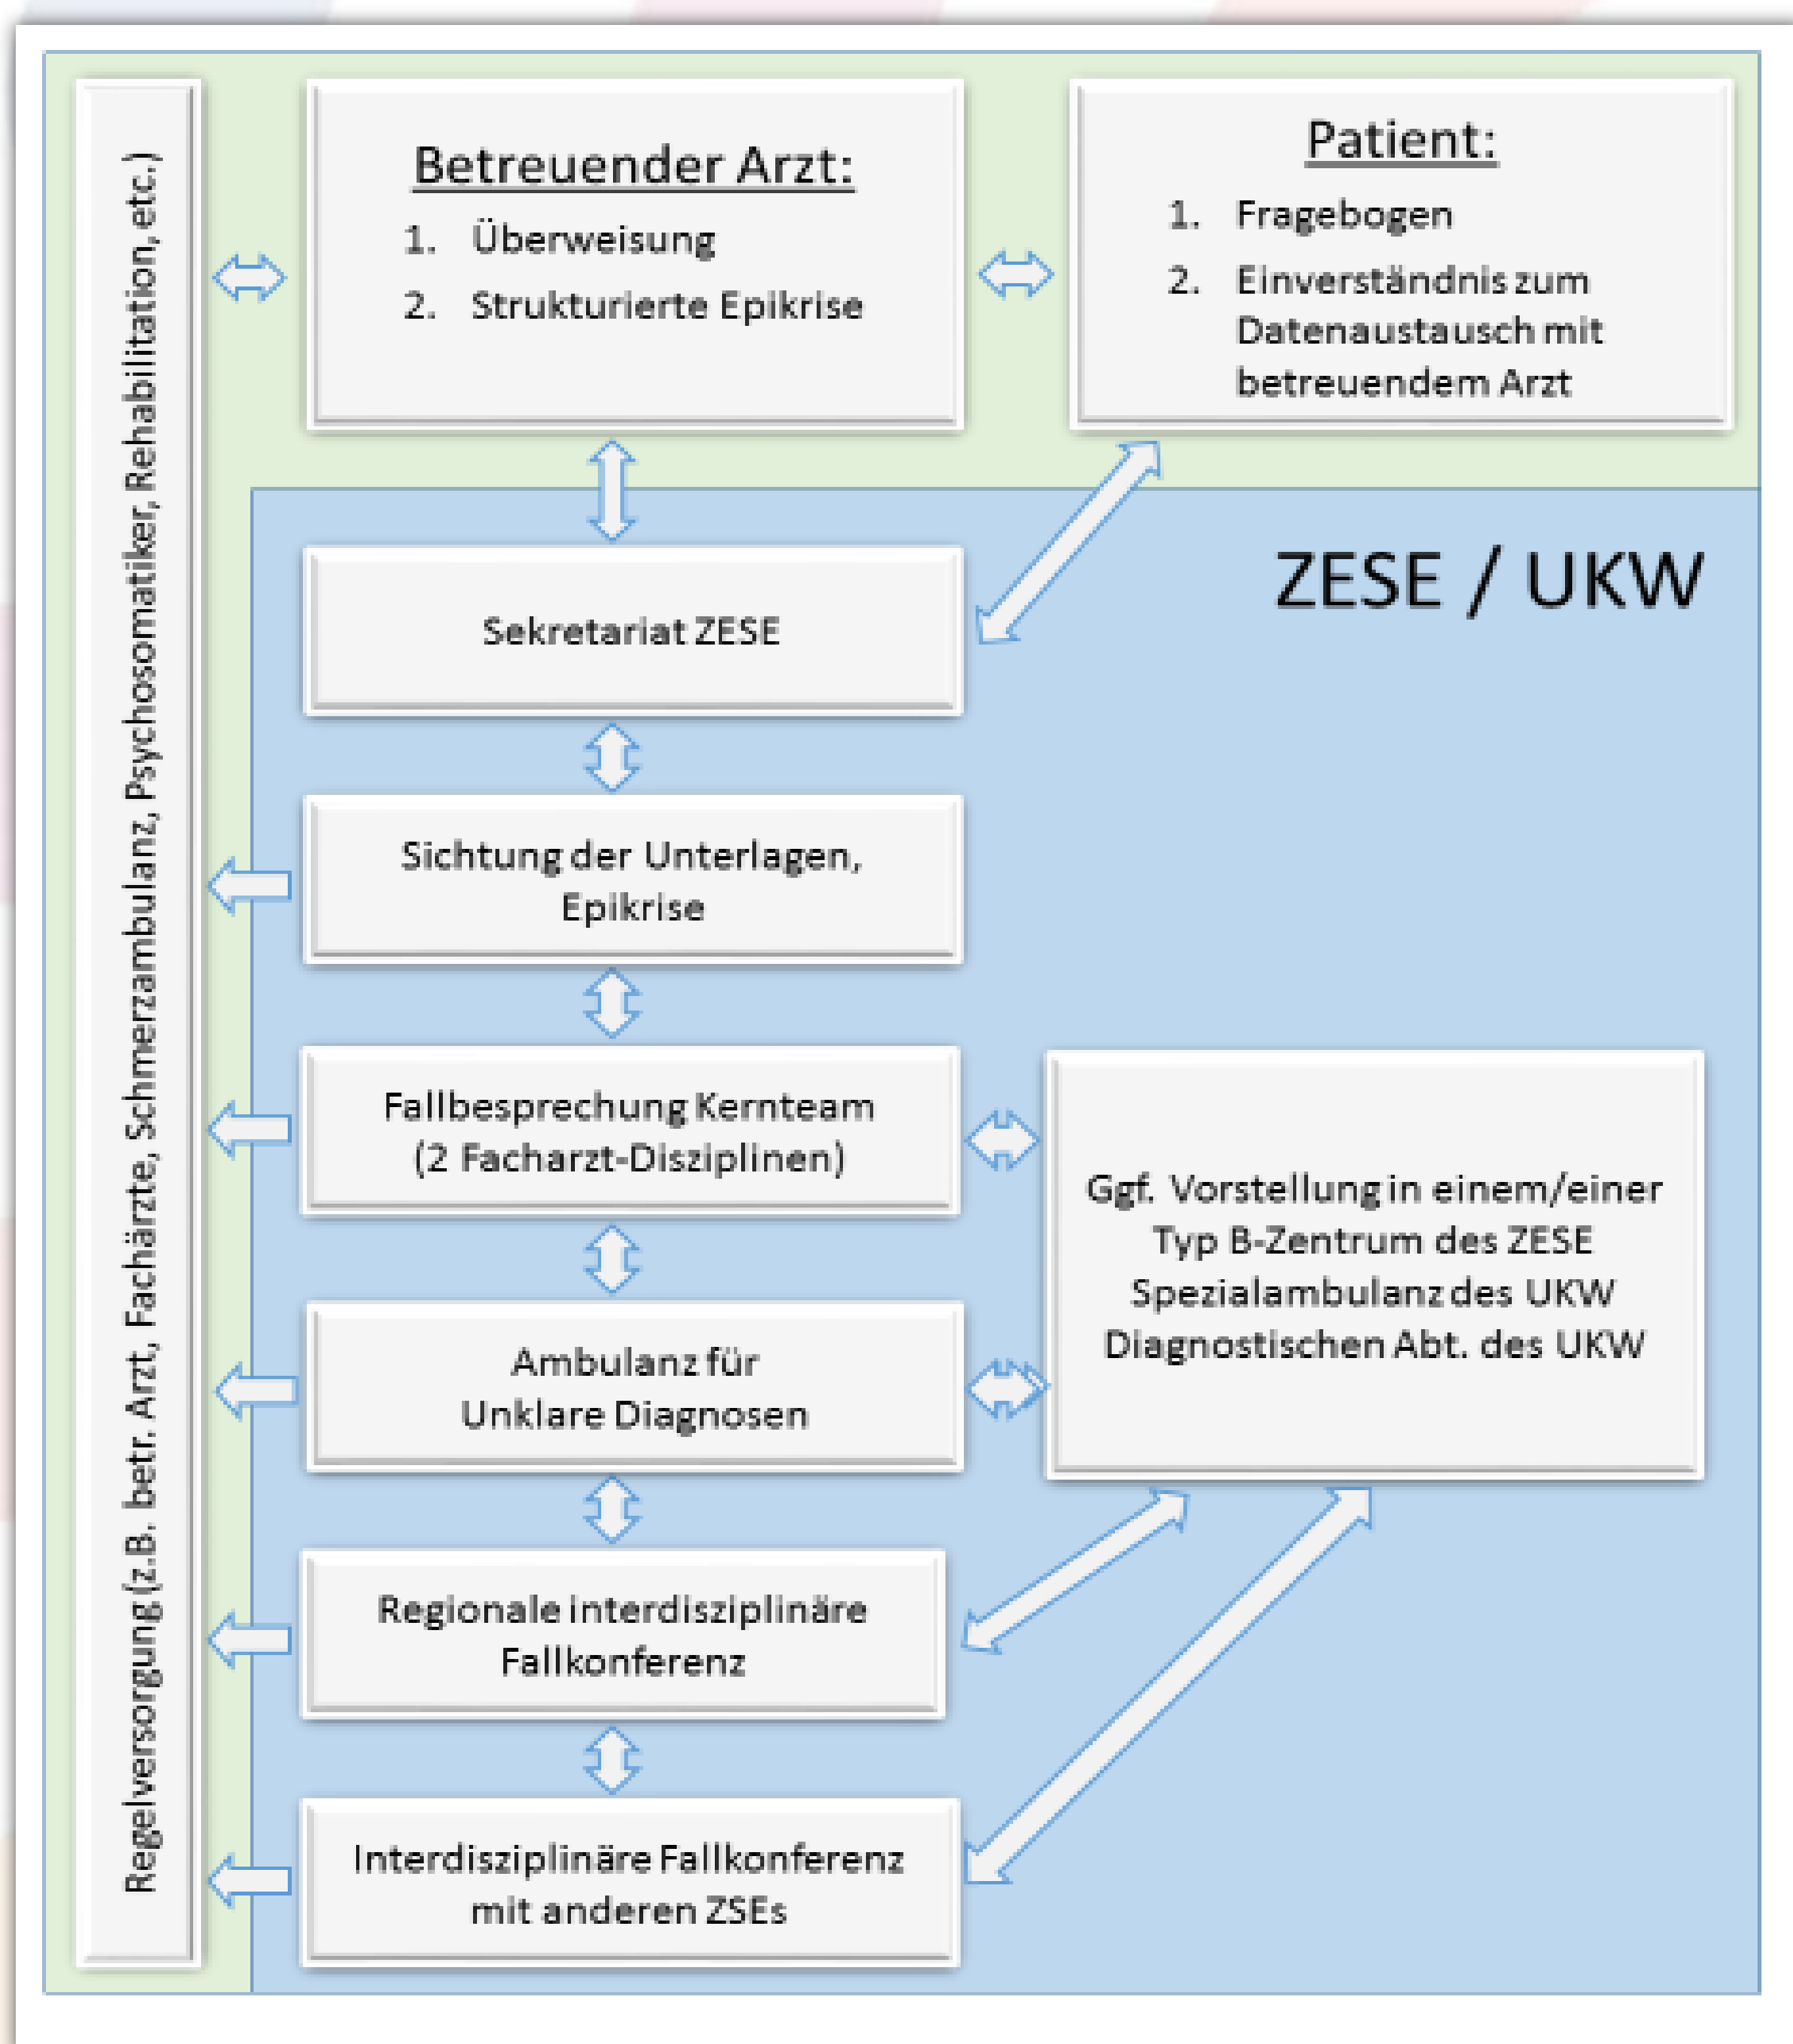 Regelversorgung (z.B. betr. Arzt, Fachärzte, Schmerzambulanz, Psychosomatiker, Rehabilitation, etc.)
Betreuender Arzt:
1. Überweisung
2. Strukturierte Epikrise
Patient:
1. Fragebogen
2. Einverständnis zum
Datenaustausch mit
betreuendem Arzt
ZESE / UKW
Sekretariat ZESE
Sichtung der Unterlagen,
Epikrise
Fallbesprechung Kernteam
(2 Facharzt-Disziplinen)
Ggf. Vorstellung in einem/einer
Typ B-Zentrum des ZESE
Spezialambulanz des UKW
Diagnostischen Abt. des UKW
Ambulanz für
Unklare Diagnosen
Regionale interdisziplinäre
Fallkonferenz
Interdisziplinäre Fallkonferenz
mit anderen ZSEs